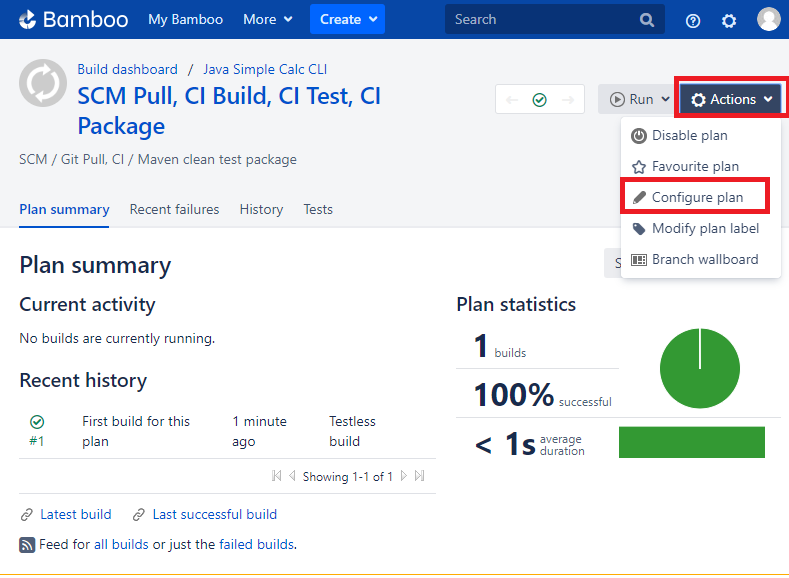 Bamboo My Bamboo More Create Search
Build dashboard / Java Simple Calc CLI
SCM Pull, CI Build, CI Test, CI
Package
SCM / Git Pull, CI / Maven clean test package
Run Actions
Disable plan
Favourite plan
Configure plan
Modify plan label
Branch wallboard
Plan summary Recent failures History Tests
Plan summary
Current activity
No builds are currently running.
Recent history
#1
First build for this
plan
1 minute
ago
Testless
build
Showing 1-1 of 1
Latest build Last successful build
Feed for all builds or just the failed builds.
Plan statistics
1 builds
100% successful
< 1s average
duration